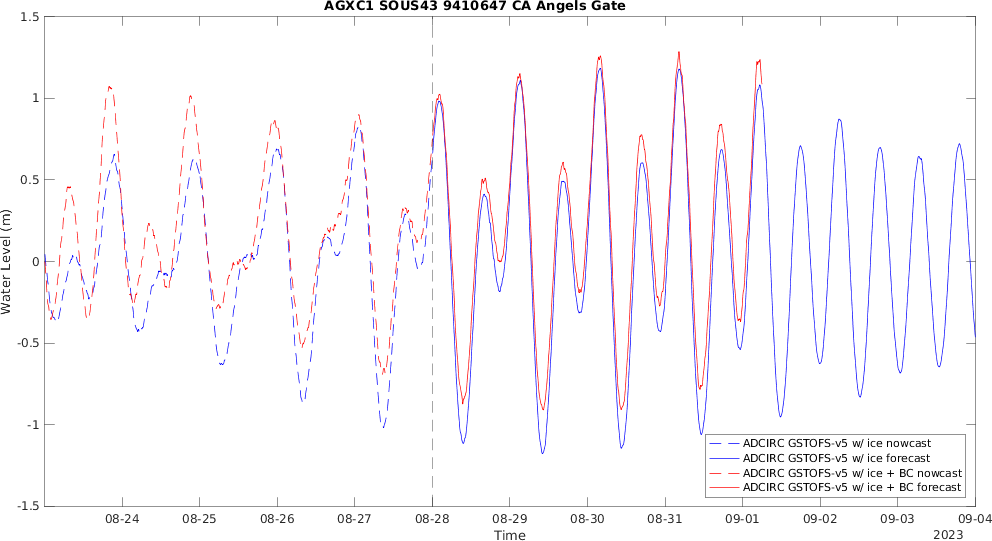 AGXC1 SOUS43 9410647 CA Angels Gate
1.5
1
0.5
0
-0.5
-1
-1.5
Water Level (m)
ADCIRC GSTOFS-v5 w/ ice nowcast
ADCIRC GSTOFS-v5 w/ ice forecast
ADCIRC GSTOFS-v5 w/ ice + BC nowcast
ADCIRC GSTOFS-v5 w/ ice + BC forecast
08-24 08-25 08-26 08-27 08-28 08-29 08-30 08-31 09-01 09-02 09-03 09-04
Time
2023